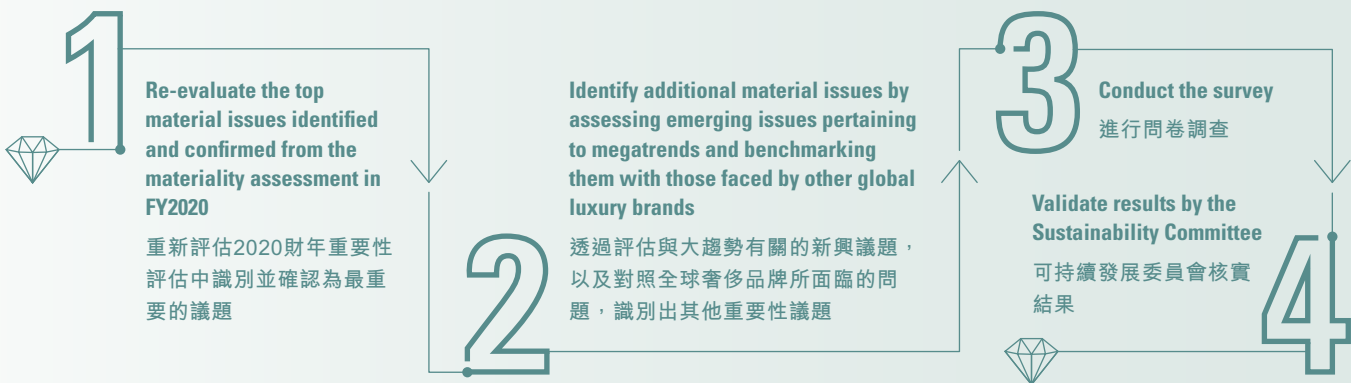 1
Re-evaluate the top
material issues identified
and confirmed from the
materiality assessment in
FY2020
重新評估2020財年重要性
評估中識別並確認為最重
要的議題
2
Identify additional material issues by
assessing emerging issues pertaining
to megatrends and benchmarking
them with those faced by other global
luxury brands
透過評估與大趨勢有關的新興議題，
以及對照全球奢侈品牌所面臨的問
題，識別出其他重要性議題
3
Conduct the survey
進行問卷調查
4
Validate results by the
Sustainability Committee
可持續發展委員會核實
結果